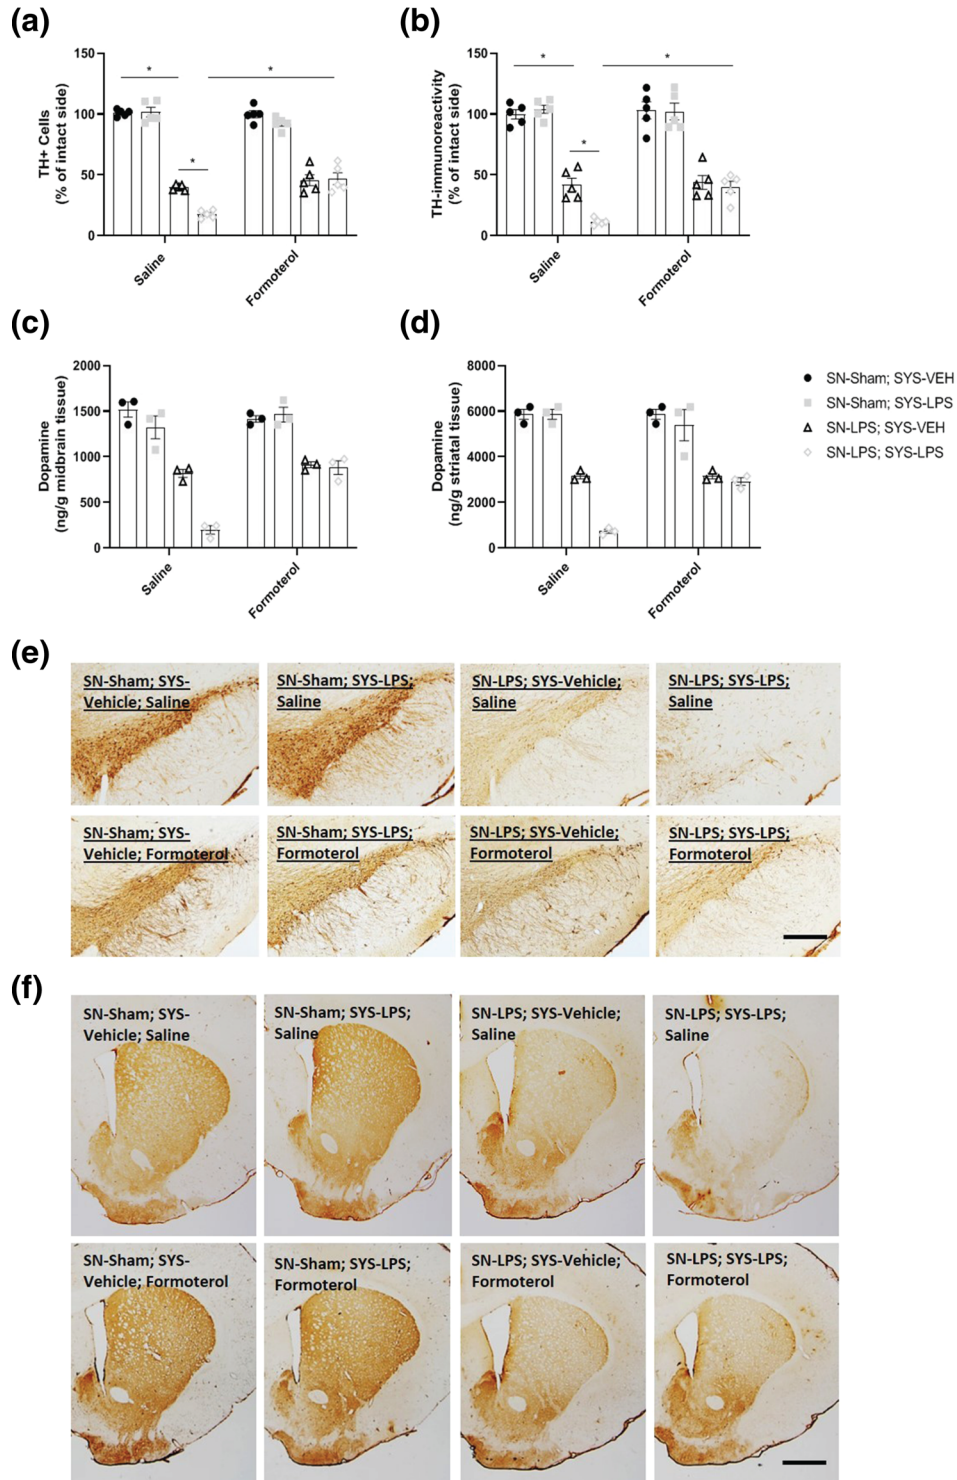 (a)
150
100
50
0
TH+ Cells
(% of intact side)
*
*
*
Saline
Formoterol
(b)
150
100
50
0
TH-immunoreactivity
(% of intact side)
*
*
*
Saline
Formoterol
(c)
2000
1500
1000
500
0
Dopamine
(ng/g midbrain tissue)
Saline
Formoterol
(d)
8000
6000
4000
2000
0
Dopamine
(ng/g striatal tissue)
Saline
Formoterol
SN-Sham; SYS-VEH
SN-Sham; SYS-LPS
SN-LPS; SYS-VEH
SN-LPS; SYS-LPS
(e)
SN-Sham; SYS-
Vehicle; Saline
SN-Sham; SYS-LPS;
Saline
SN-LPS; SYS-Vehicle;
Saline
SN-LPS; SYS-LPS;
Saline
SN-Sham; SYS-
Vehicle; Formoterol
SN-Sham; SYS-LPS;
Formoterol
SN-LPS; SYS-Vehicle;
Formoterol
SN-LPS; SYS-LPS;
Formoterol
(f)
SN-Sham; SYS-
Vehicle; Saline
SN-Sham; SYS-LPS;
Saline
SN-LPS; SYS-Vehicle;
Saline
SN-LPS; SYS-LPS;
Saline
SN-Sham; SYS-
Vehicle; Formoterol
SN-Sham; SYS-LPS;
Formoterol
SN-LPS; SYS-Vehicle;
Formoterol
SN-LPS; SYS-LPS;
Formoterol